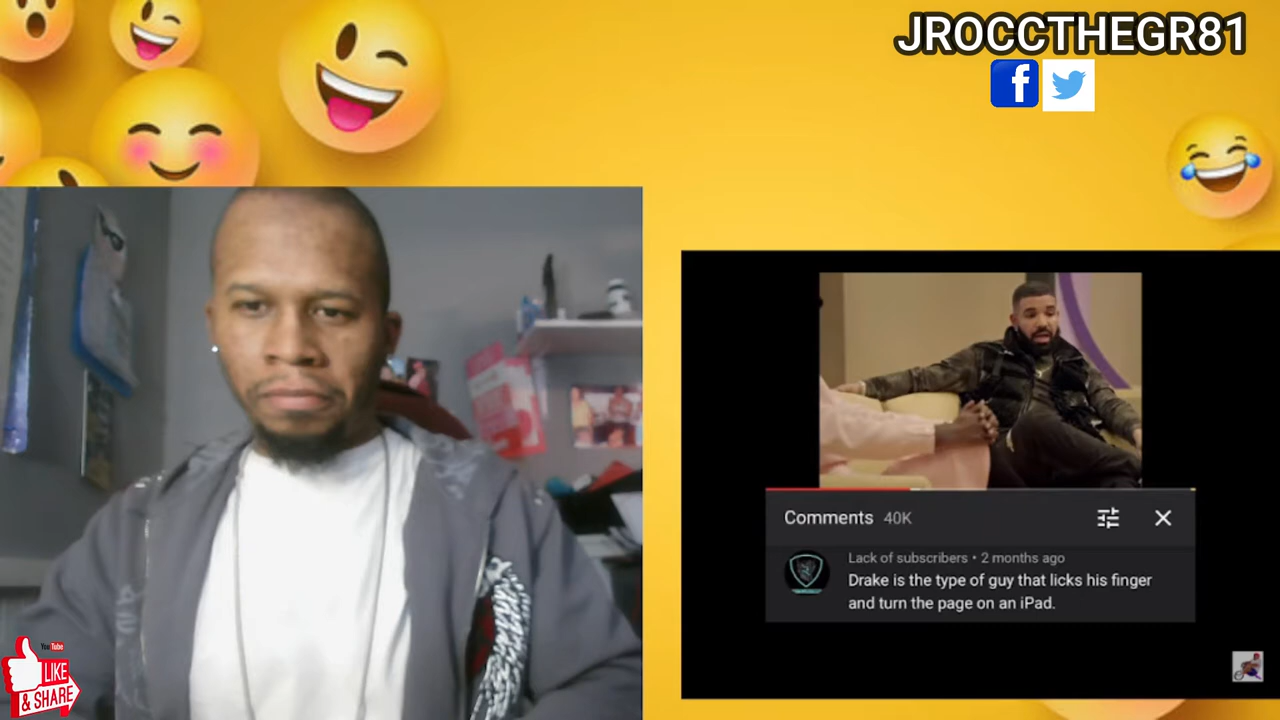 JROCCTHEGR81
YouTube
LIKE
& SHARE
Comments 40K
Lack of subscribers • 2 months ago
Drake is the type of guy that licks his finger
and turn the page on an iPad.